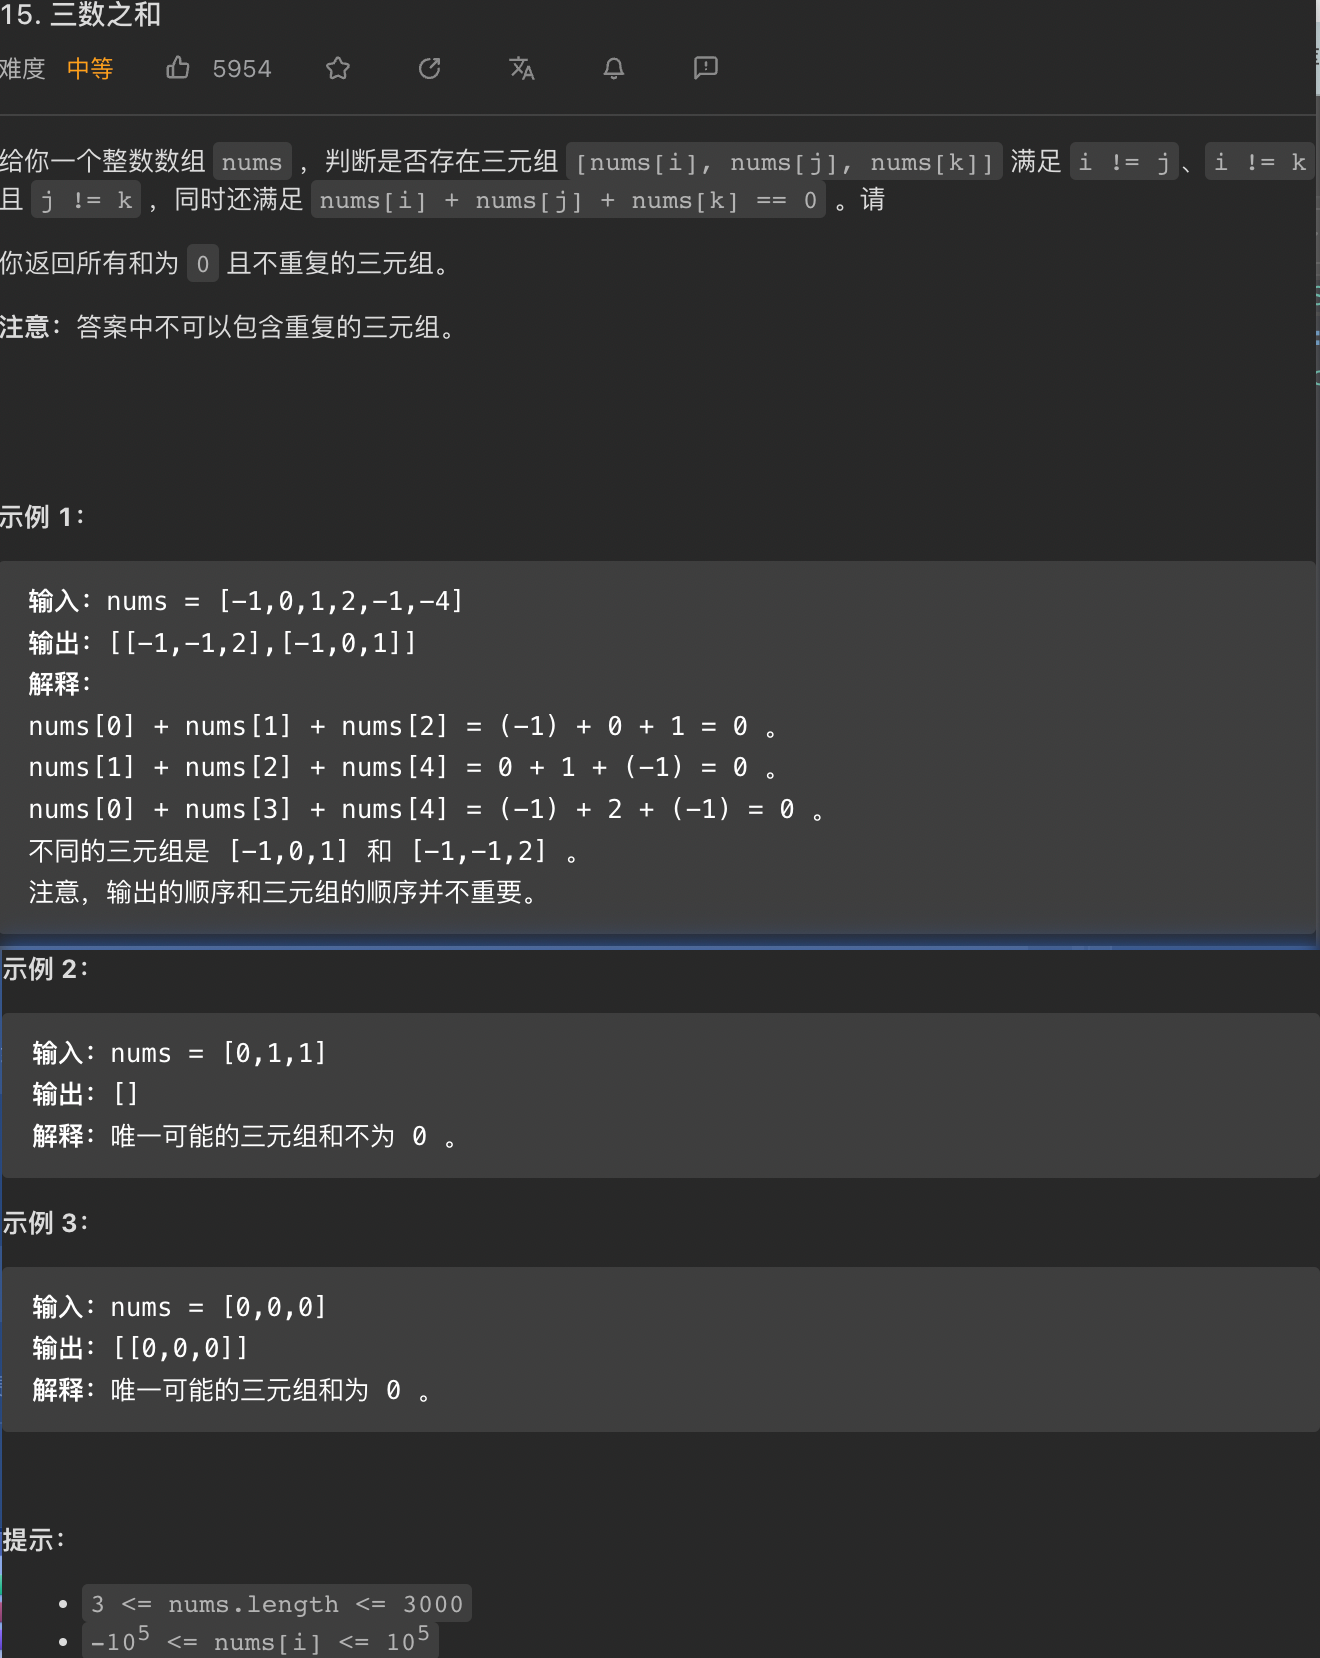 15. 三数之和
难度 中等 5954
给你一个整数数组 nums ，判断是否存在三元组 [nums[i], nums[j], nums[k]] 满足 i != j 、 i != k
且 j != k ，同时还满足 nums[i] + nums[j] + nums[k] == 0 。请
你返回所有和为 0 且不重复的三元组。
注意：答案中不可以包含重复的三元组。
示例 1：
输入：nums = [-1,0,1,2,-1,-4]
输出：[[-1,-1,2],[-1,0,1]]
解释：
nums[0] + nums[1] + nums[2] = (-1) + 0 + 1 = 0 。
nums[1] + nums[2] + nums[4] = 0 + 1 + (-1) = 0 。
nums[0] + nums[3] + nums[4] = (-1) + 2 + (-1) = 0 。
不同的三元组是 [-1,0,1] 和 [-1,-1,2] 。
注意，输出的顺序和三元组的顺序并不重要。
示例 2：
输入：nums = [0,1,1]
输出：[]
解释：唯一可能的三元组和不为 0 。
示例 3：
输入：nums = [0,0,0]
输出：[[0,0,0]]
解释：唯一可能的三元组和为 0 。
提示：
• 3 <= nums.length <= 3000
• -10⁵ <= nums[i] <= 10⁵